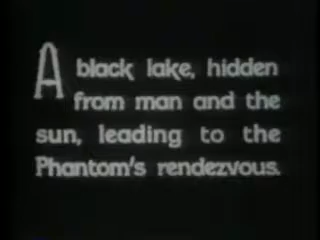 A black lake, hidden
from man and the
sun, leading to the
Phantom's rendezvous.